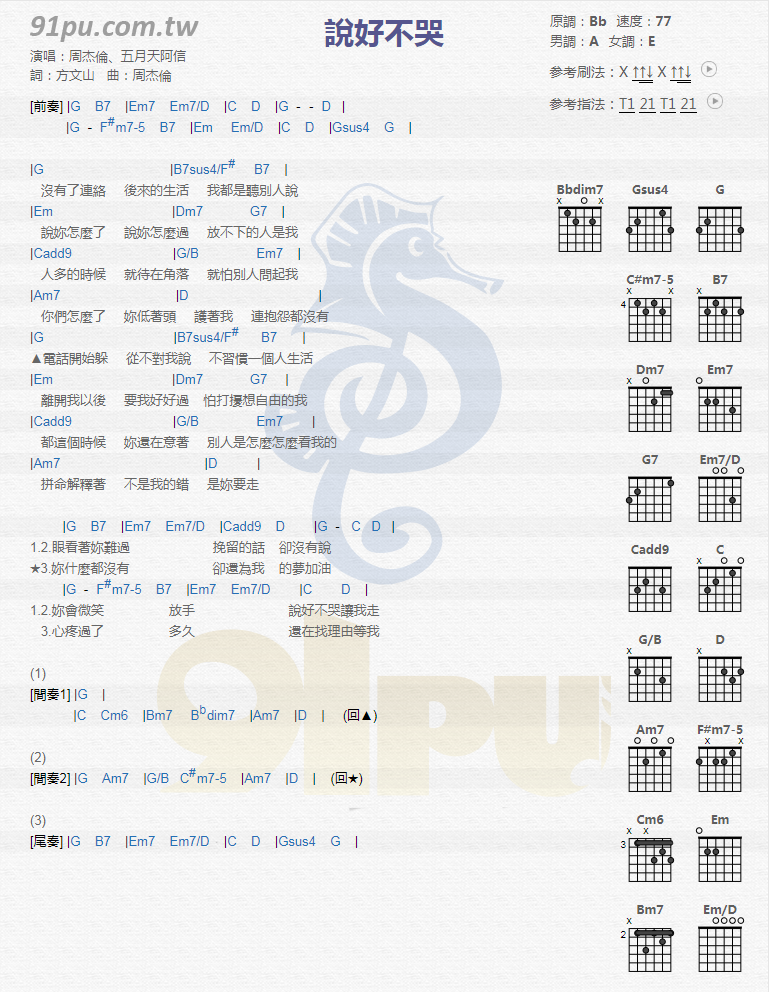 91pu.com.tw
說好不哭
原調：Bb 速度：77
男調：A 女調：E
演唱：周杰倫、五月天阿信
詞：方文山 曲：周杰倫
參考刷法：X ↑↑↓ X ↑↑↓
參考指法：T1 21 T1 21
[前奏] |G B7 |Em7 Em7/D |C D |G - - D |
|G - F#m7-5 B7 |Em Em/D |C D |Gsus4 G |
|G |B7sus4/F# B7 |
沒有了連絡 後來的生活 我都是聽別人說
|Em |Dm7 G7 |
說妳怎麼了 說妳怎麼過 放不下的人是我
|Cadd9 |G/B Em7 |
人多的時候 就待在角落 就怕別人問起我
|Am7 |D |
你們怎麼了 妳低著頭 護著我 連抱怨都沒有
|G |B7sus4/F# B7 |
▲電話開始躲 從不對我說 不習慣一個人生活
|Em |Dm7 G7 |
離開我以後 要我好好過 怕打擾想自由的我
|Cadd9 |G/B Em7 |
都這個時候 妳還在意著 別人是怎麼怎麼看我的
|Am7 |D |
拼命解釋著 不是我的錯 是妳要走
|G B7 |Em7 Em7/D |Cadd9 D |G - C D |
1.2.眼看著妳難過 挽留的話 卻沒有說
★3.妳什麼都沒有 卻還為我 的夢加油
|G - F#m7-5 B7 |Em7 Em7/D |C D |
1.2.妳會微笑 放手 說好不哭讓我走
3.心疼過了 多久 還在找理由等我
(1)
[間奏1] |G |
|C Cm6 |Bm7 Bbdim7 |Am7 |D | (回▲)
(2)
[間奏2] |G Am7 |G/B C#m7-5 |Am7 |D | (回★)
(3)
[尾奏] |G B7 |Em7 Em7/D |C D |Gsus4 G |
Bbdim7 Gsus4 G
x x
C#m7-5 B7
x x x
4
Dm7 Em7
x
G7 Em7/D
Cadd9 C
x x
G/B D
x x
Am7 F#m7-5
x x x
Cm6 Em
x x
3
Bm7 Em/D
x
2
91pu